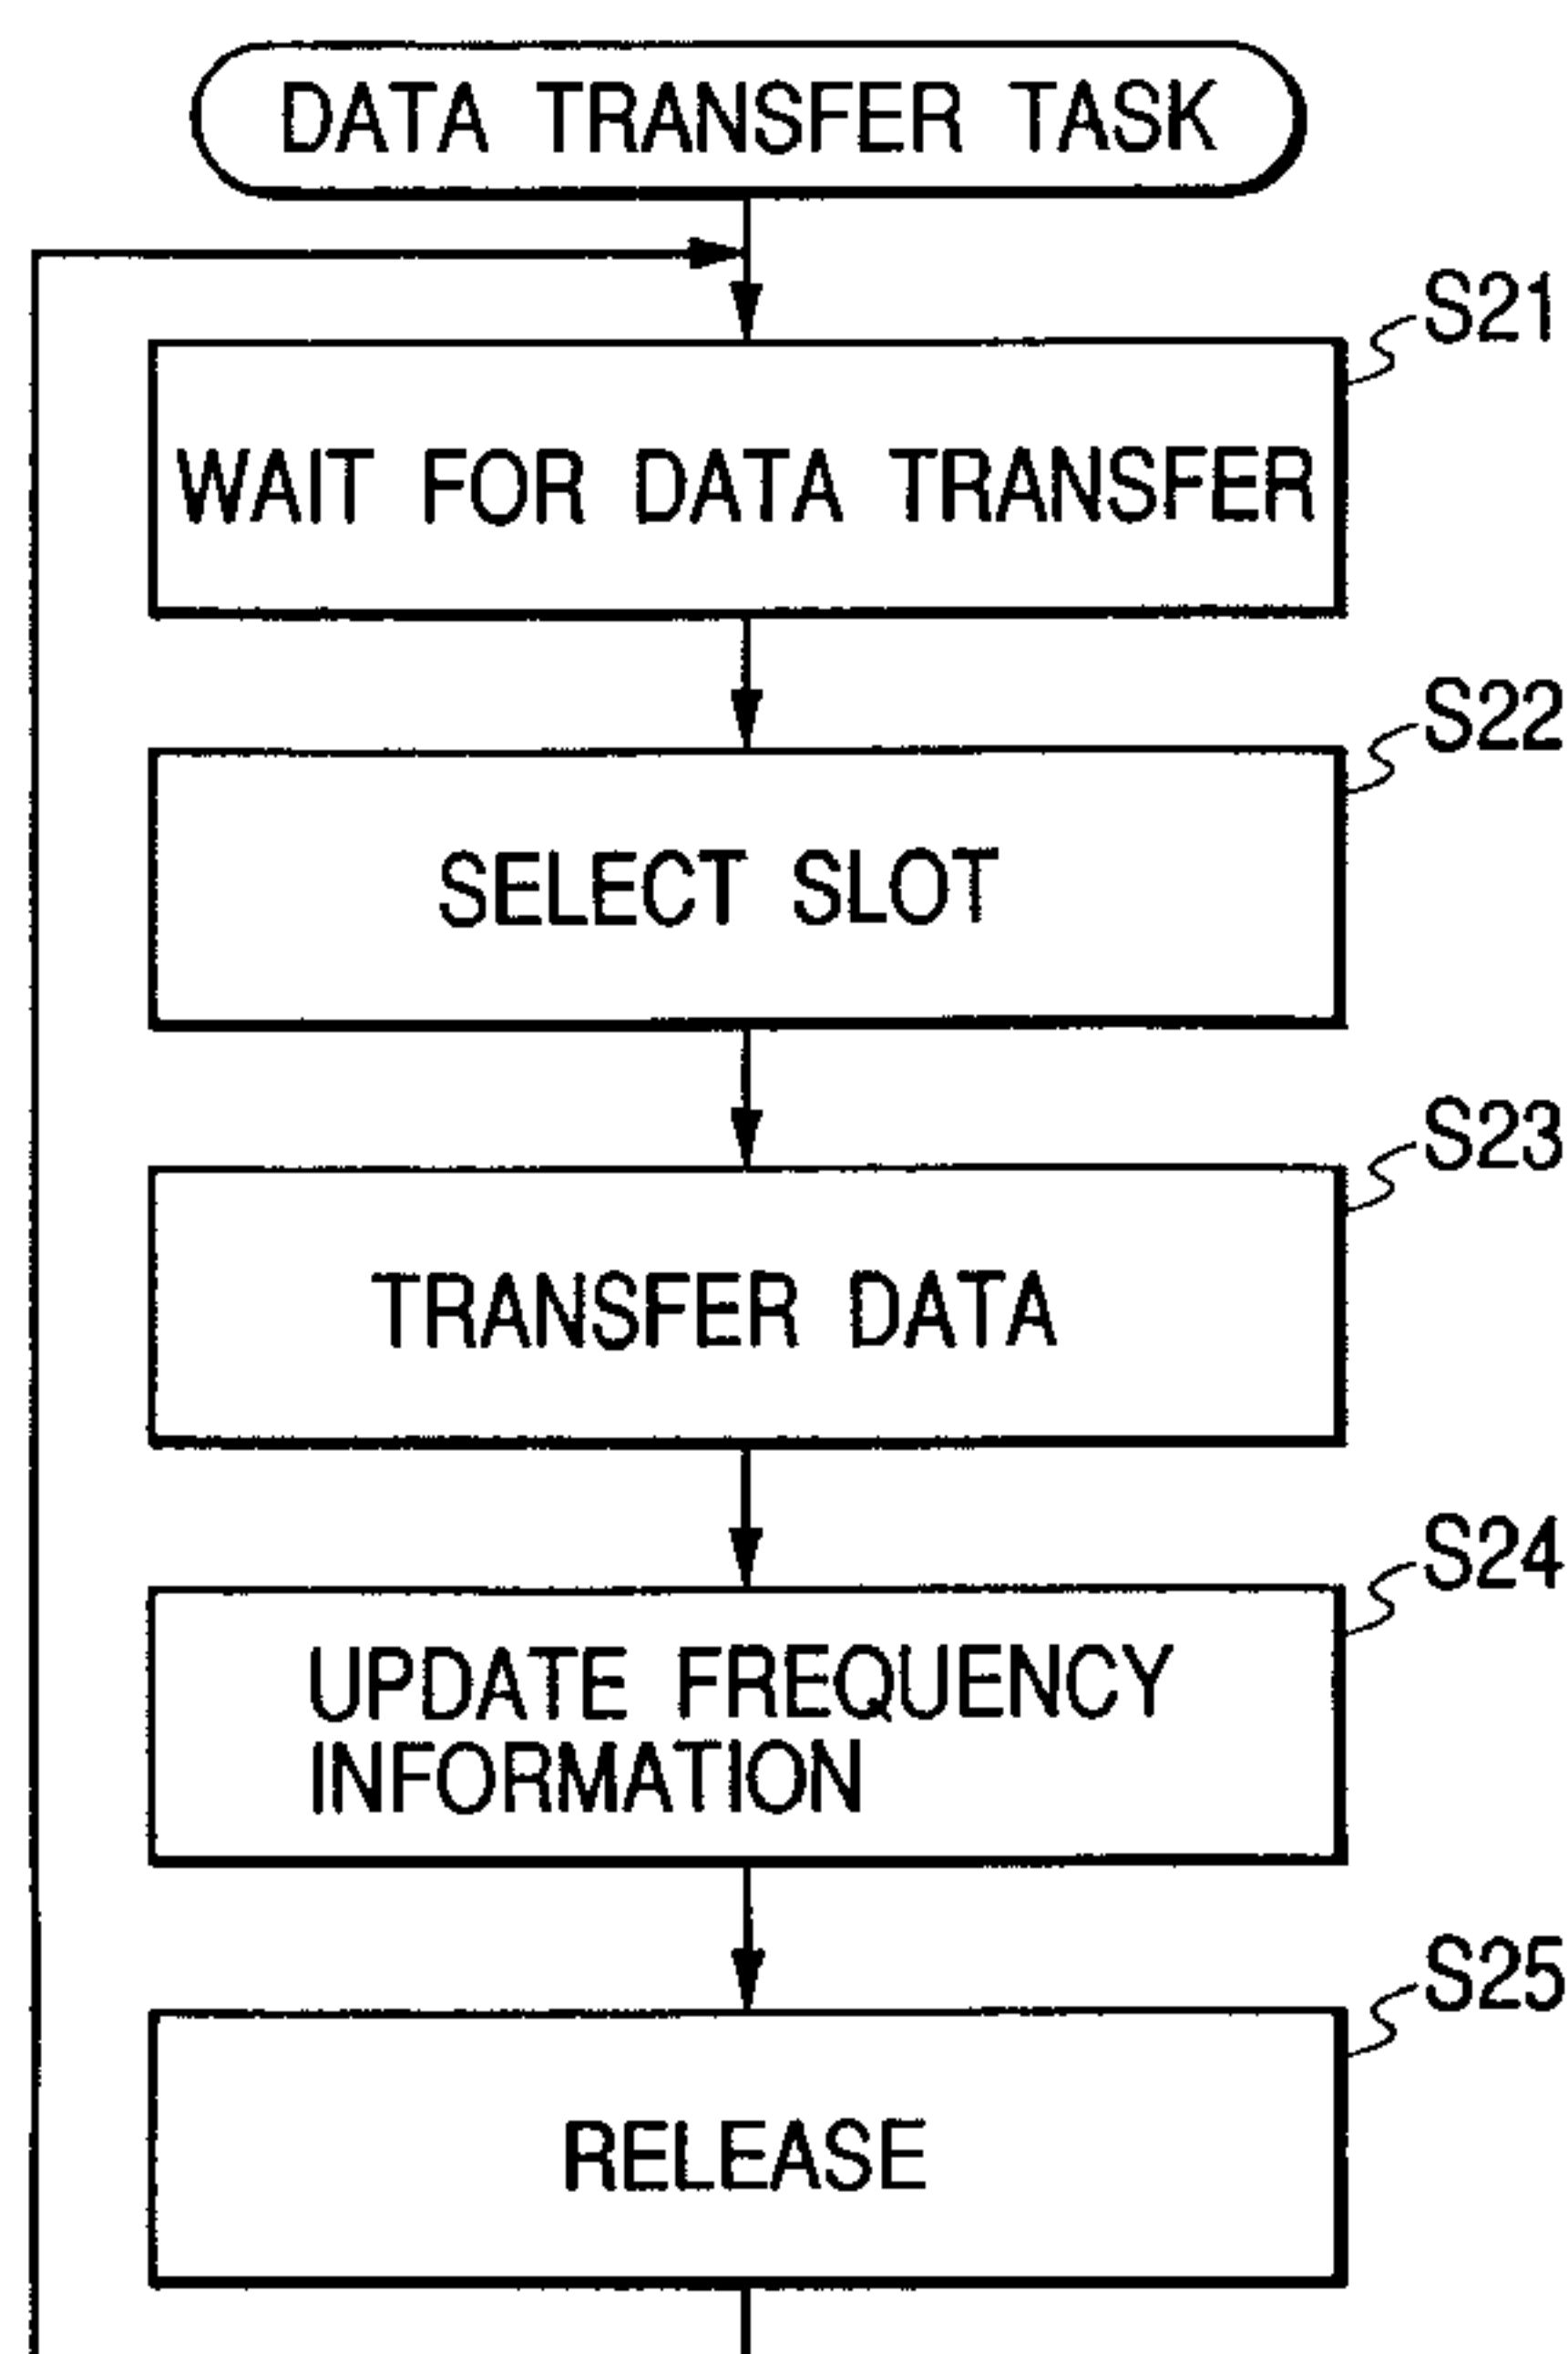 DATA TRANSFER TASK
S21
WAIT FOR DATA TRANSFER
S22
SELECT SLOT
S23
TRANSFER DATA
S24
UPDATE FREQUENCY
INFORMATION
S25
RELEASE